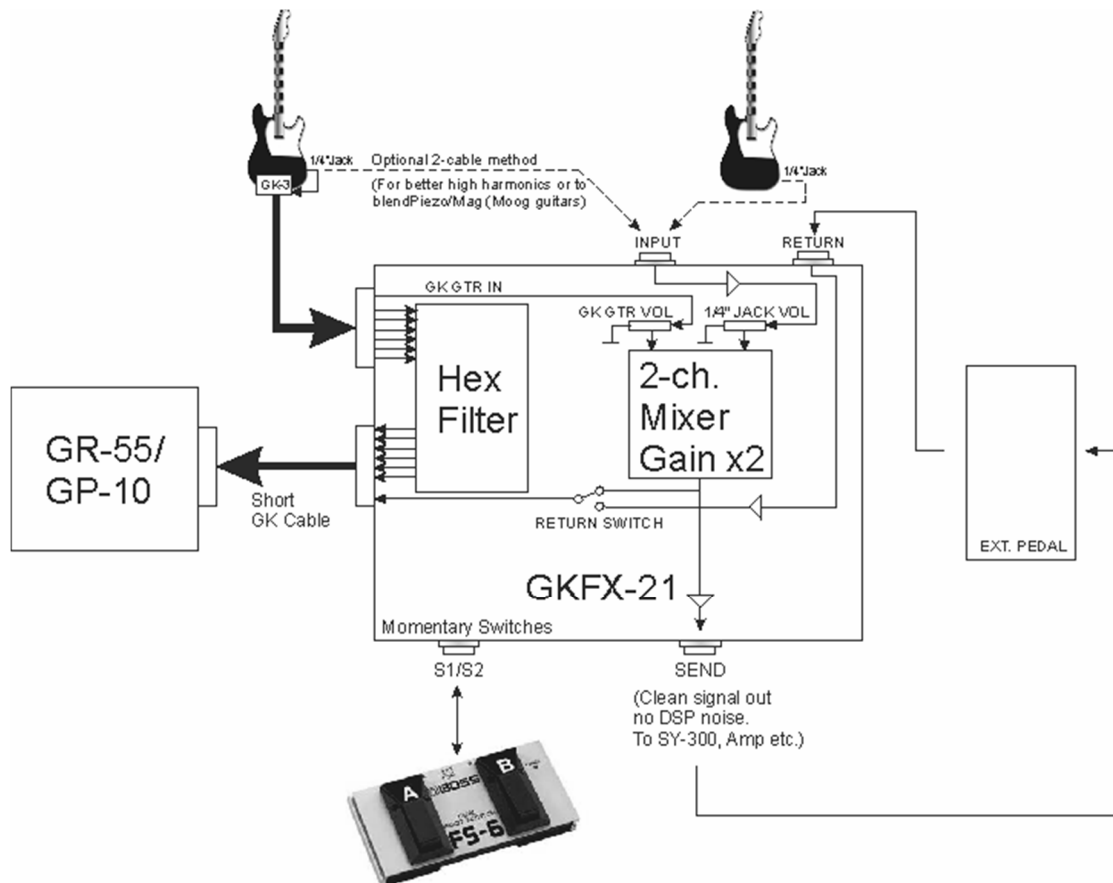 1/4"Jack
GK-3
Optional 2-cable method
(For better high harmonics or to
blendPiezo/Mag (Moog guitars)
1/4"Jack
INPUT
RETURN
GK GTR IN
GK GTR VOL
1/4" JACK VOL
Hex
Filter
2-ch.
Mixer
Gain x2
GR-55/
GP-10
Short
GK Cable
RETURN SWITCH
EXT. PEDAL
GKFX-21
Momentary Switches
S1/S2
SEND
(Clean signal out
no DSP noise.
To SY-300, Amp etc.)
A
B
BOSS
FS-6